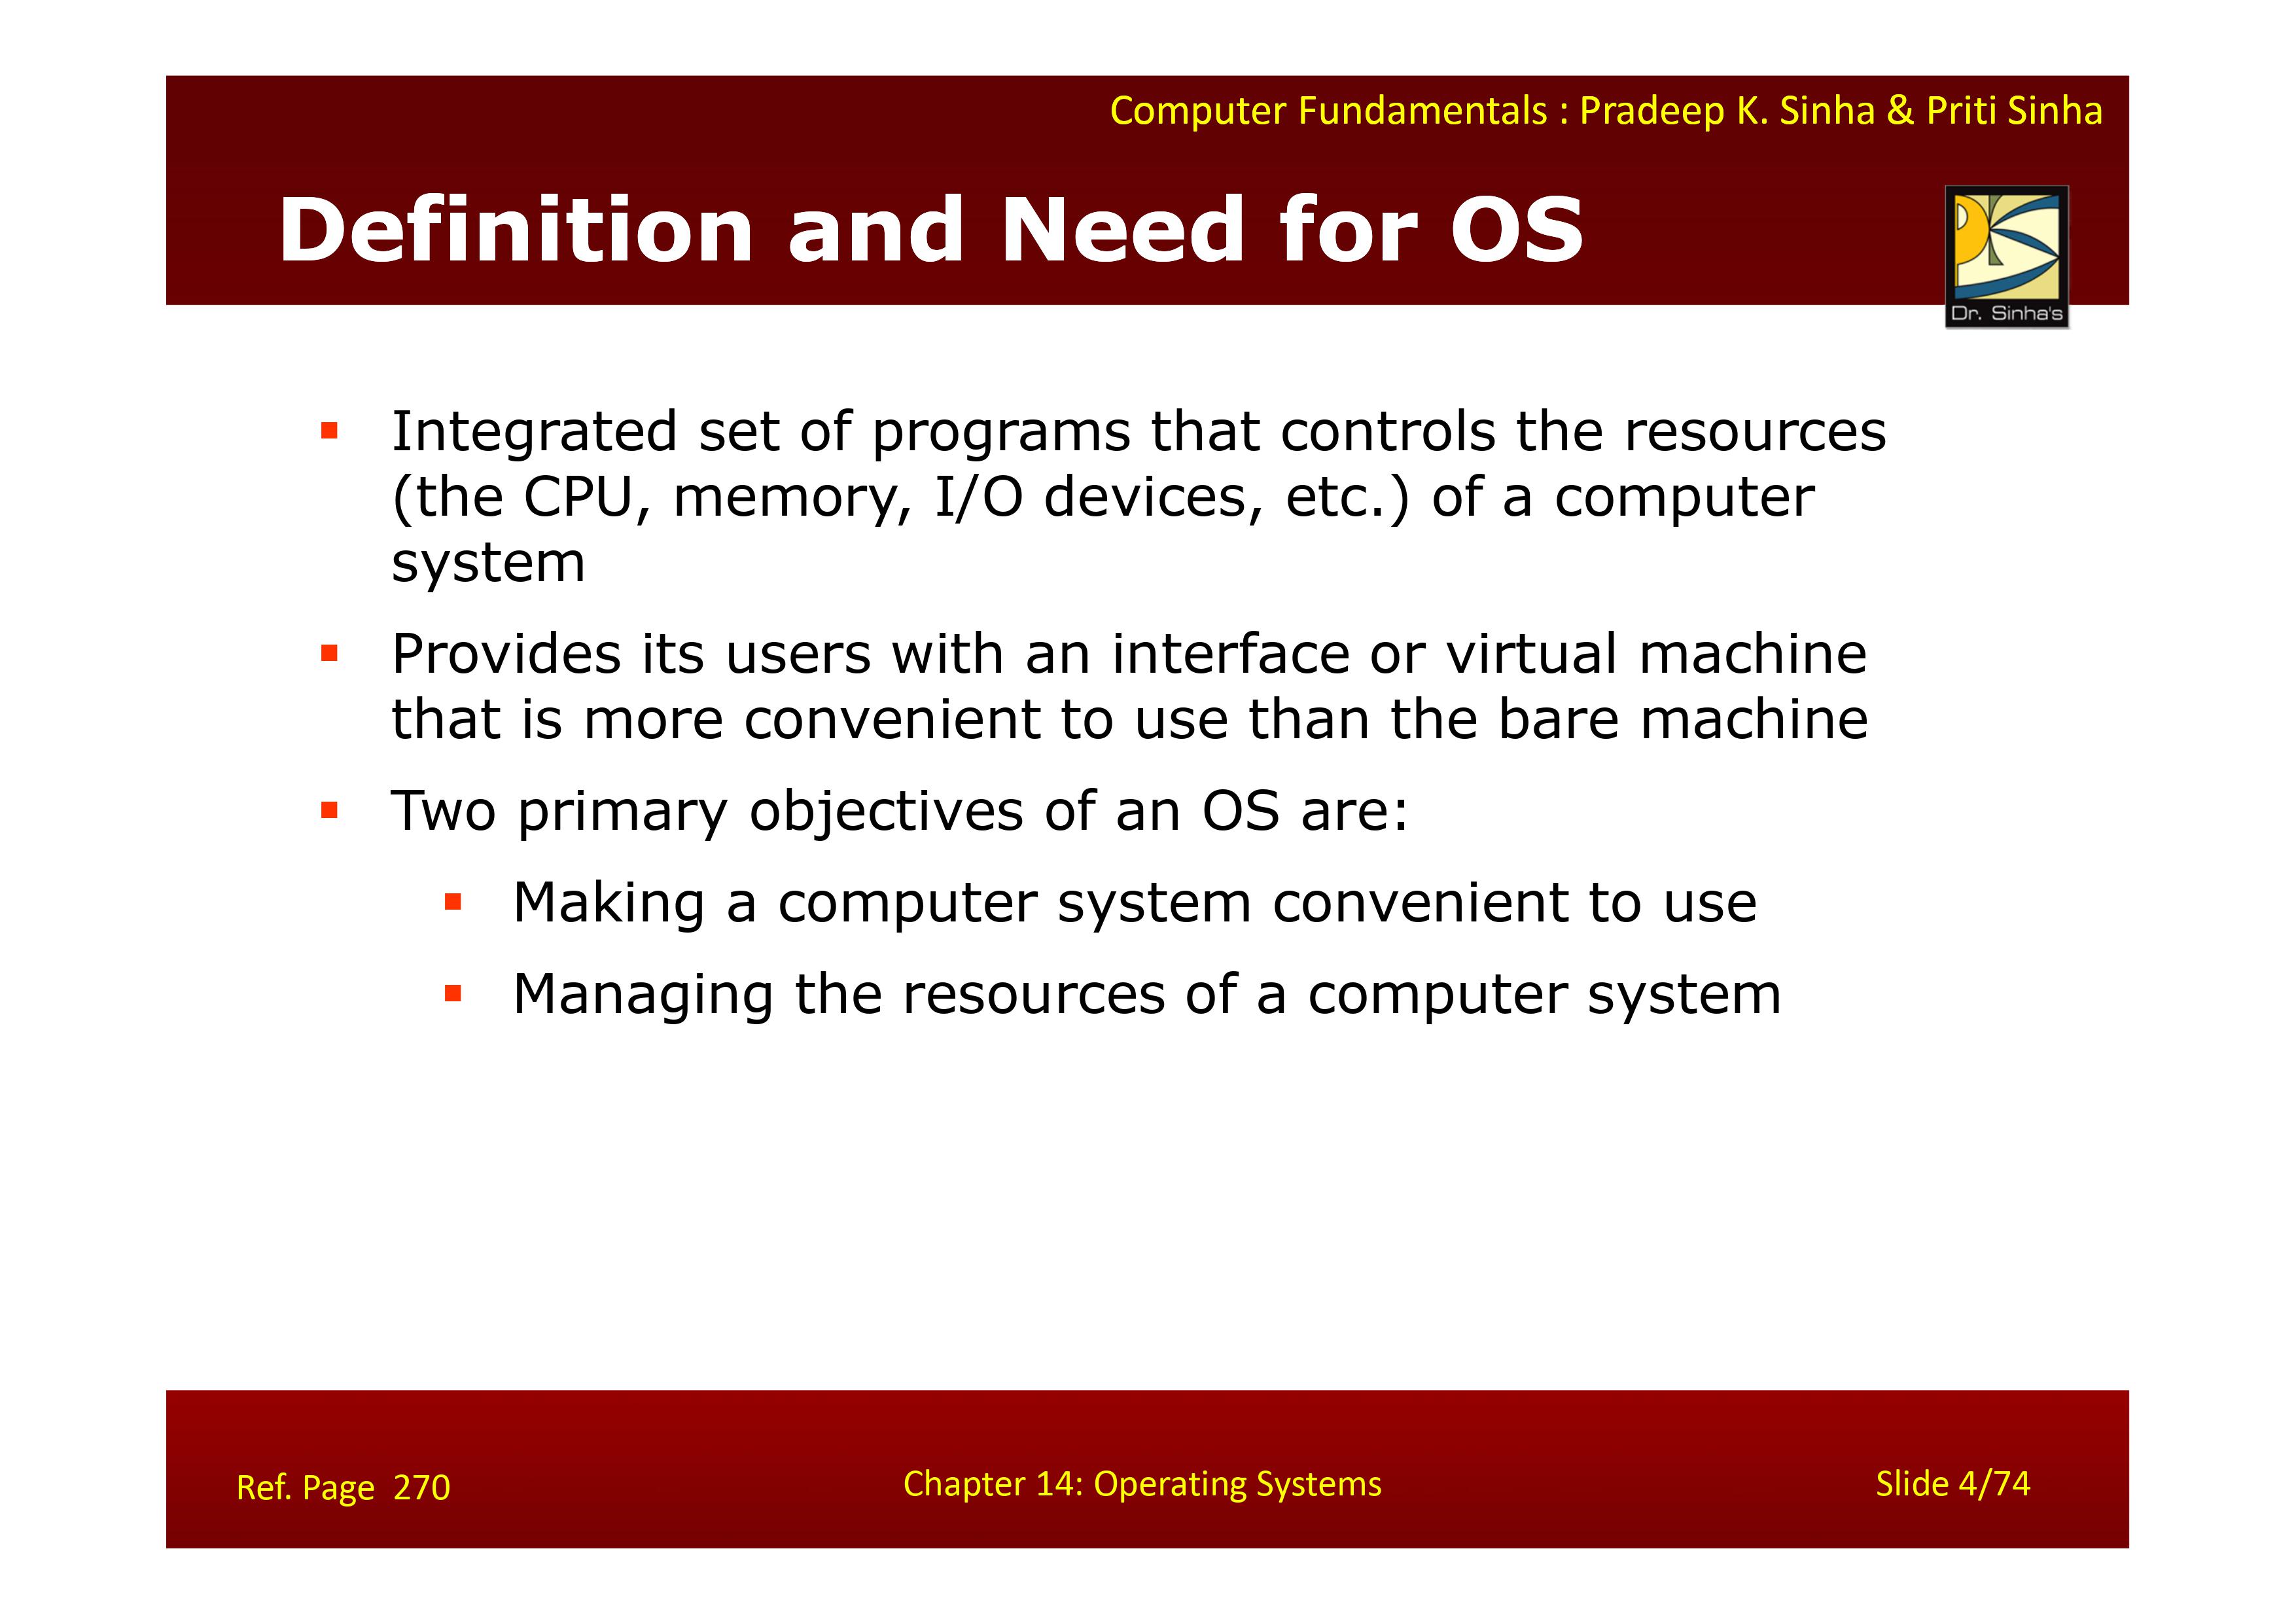 Computer Fundamentals : Pradeep K. Sinha & Priti Sinha
Definition and Need for OS
Dr. Sinha's
▪ Integrated set of programs that controls the resources
(the CPU, memory, I/O devices, etc.) of a computer
system
▪ Provides its users with an interface or virtual machine
that is more convenient to use than the bare machine
▪ Two primary objectives of an OS are:
▪ Making a computer system convenient to use
▪ Managing the resources of a computer system
Ref. Page 270
Chapter 14: Operating Systems
Slide 4/74